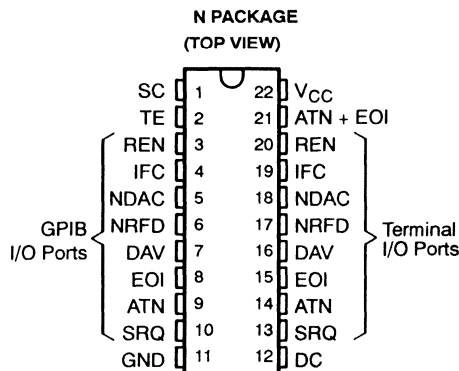 N PACKAGE
(TOP VIEW)
SC 1 22 VCC
TE 2 21 ATN + EOI
REN 3 20 REN
IFC 4 19 IFC
NDAC 5 18 NDAC
GPIB I/O Ports NRFD 6 17 NRFD Terminal I/O Ports
DAV 7 16 DAV
EOI 8 15 EOI
ATN 9 14 ATN
SRQ 10 13 SRQ
GND 11 12 DC